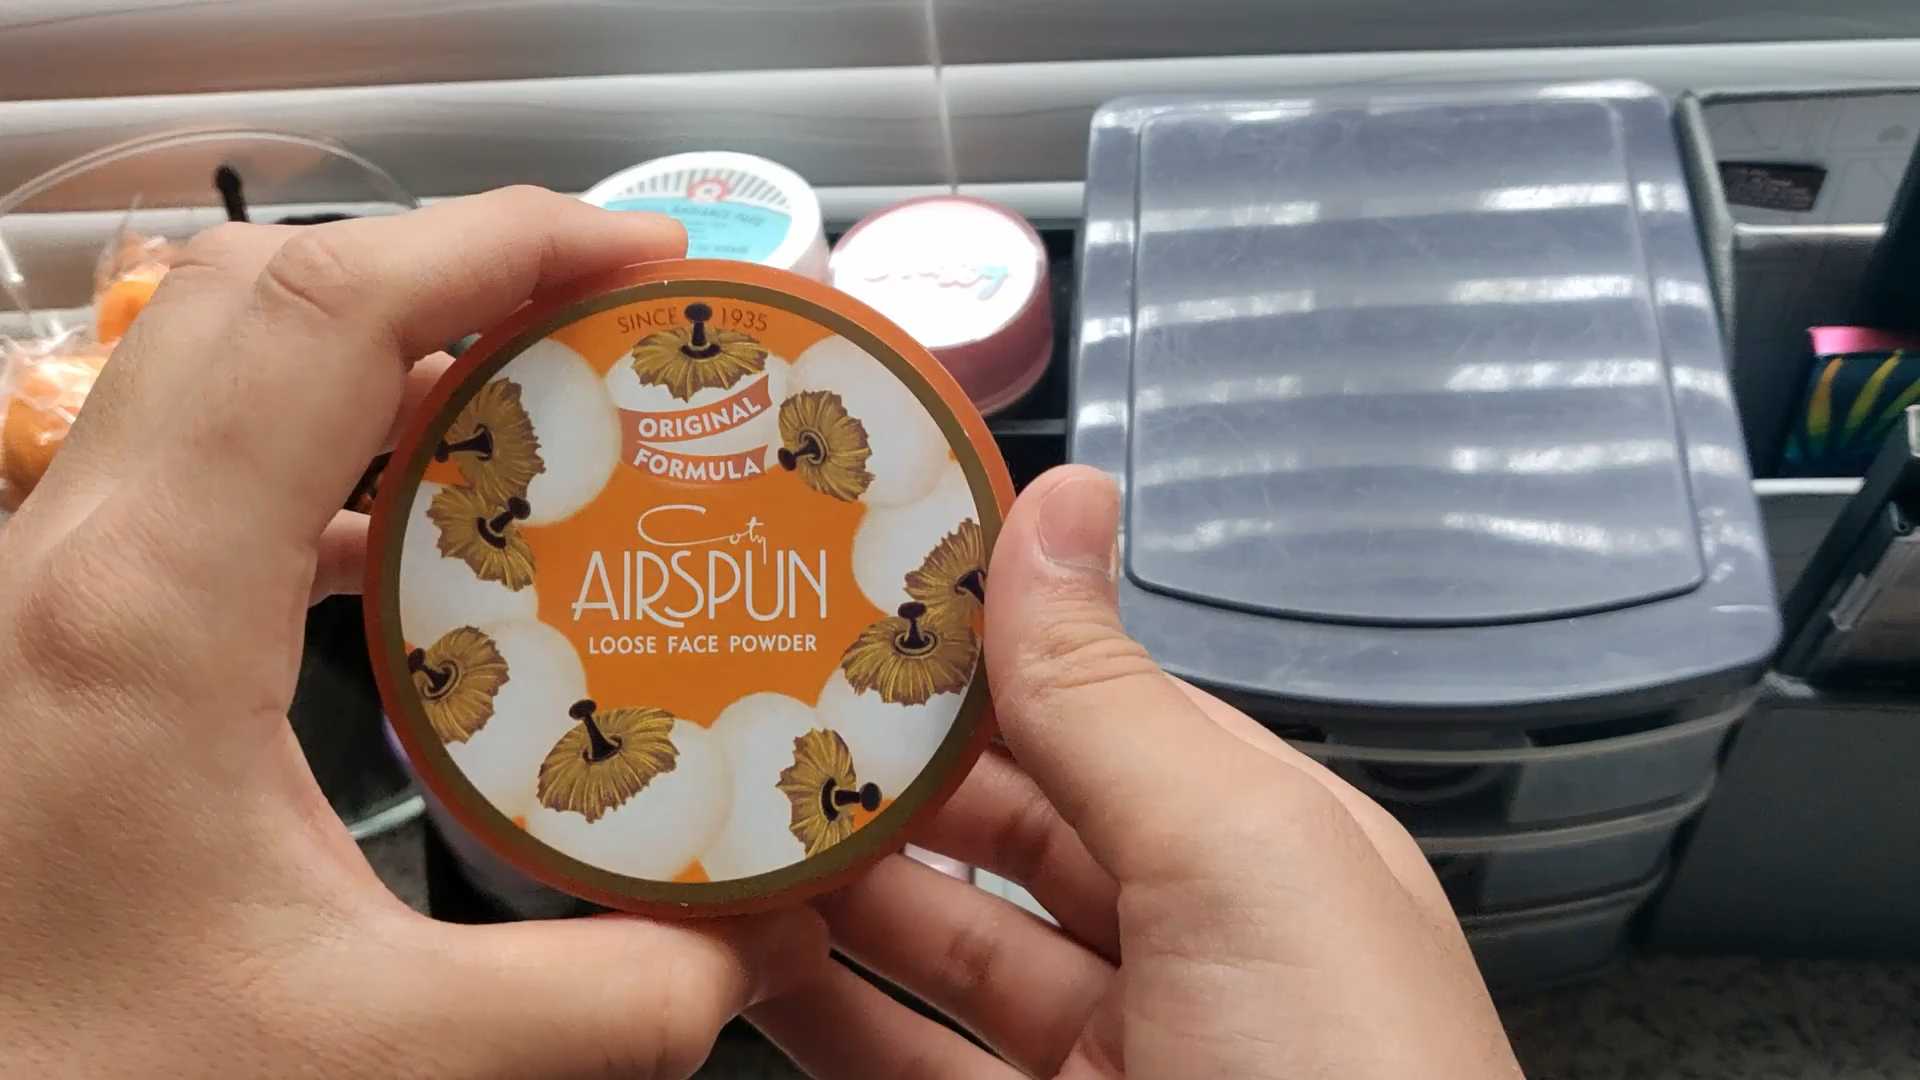 SINCE 1935
ORIGINAL
FORMULA
Coty
AIRSPUN
LOOSE FACE POWDER